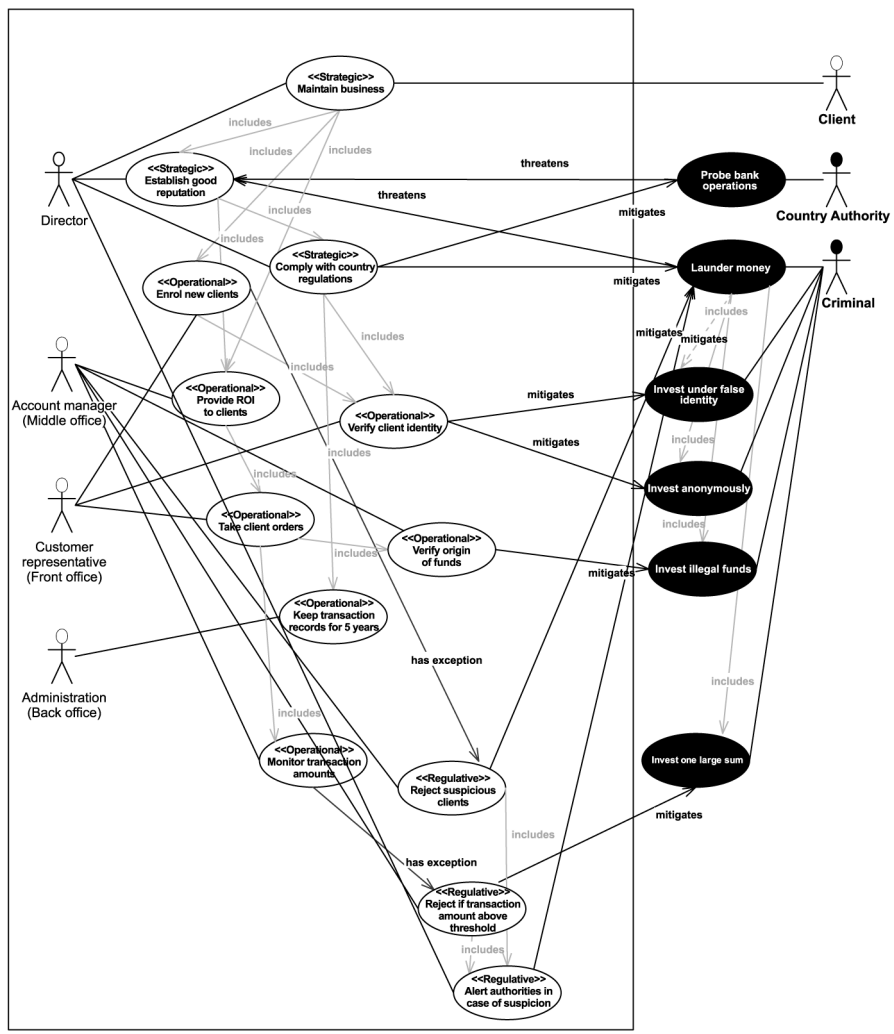 <<Strategic>>
Maintain business
Client
includes
includes
includes
<<Strategic>>
Establish good
reputation
Director
threatens
threatens
Probe bank
operations
Country Authority
mitigates
includes
includes
<<Strategic>>
Comply with country
regulations
Launder money
mitigates
Criminal
<<Operational>>
Enrol new clients
includes
mitigates
mitigates
includes
includes
Account manager
(Middle office)
<<Operational>>
Provide ROI
to clients
mitigates
Invest under false
identity
<<Operational>>
Verify client identity
mitigates
includes
includes
includes
Invest anonymously
Customer
representative
(Front office)
<<Operational>>
Take client orders
includes
<<Operational>>
Verify origin
of funds
includes
mitigates
Invest illegal funds
<<Operational>>
Keep transaction
records for 5 years
Administration
(Back office)
has exception
includes
includes
<<Operational>>
Monitor transaction
amounts
Invest one large sum
<<Regulative>>
Reject suspicious
clients
mitigates
includes
has exception
<<Regulative>>
Reject if transaction
amount above
threshold
includes
<<Regulative>>
Alert authorities in
case of suspicion